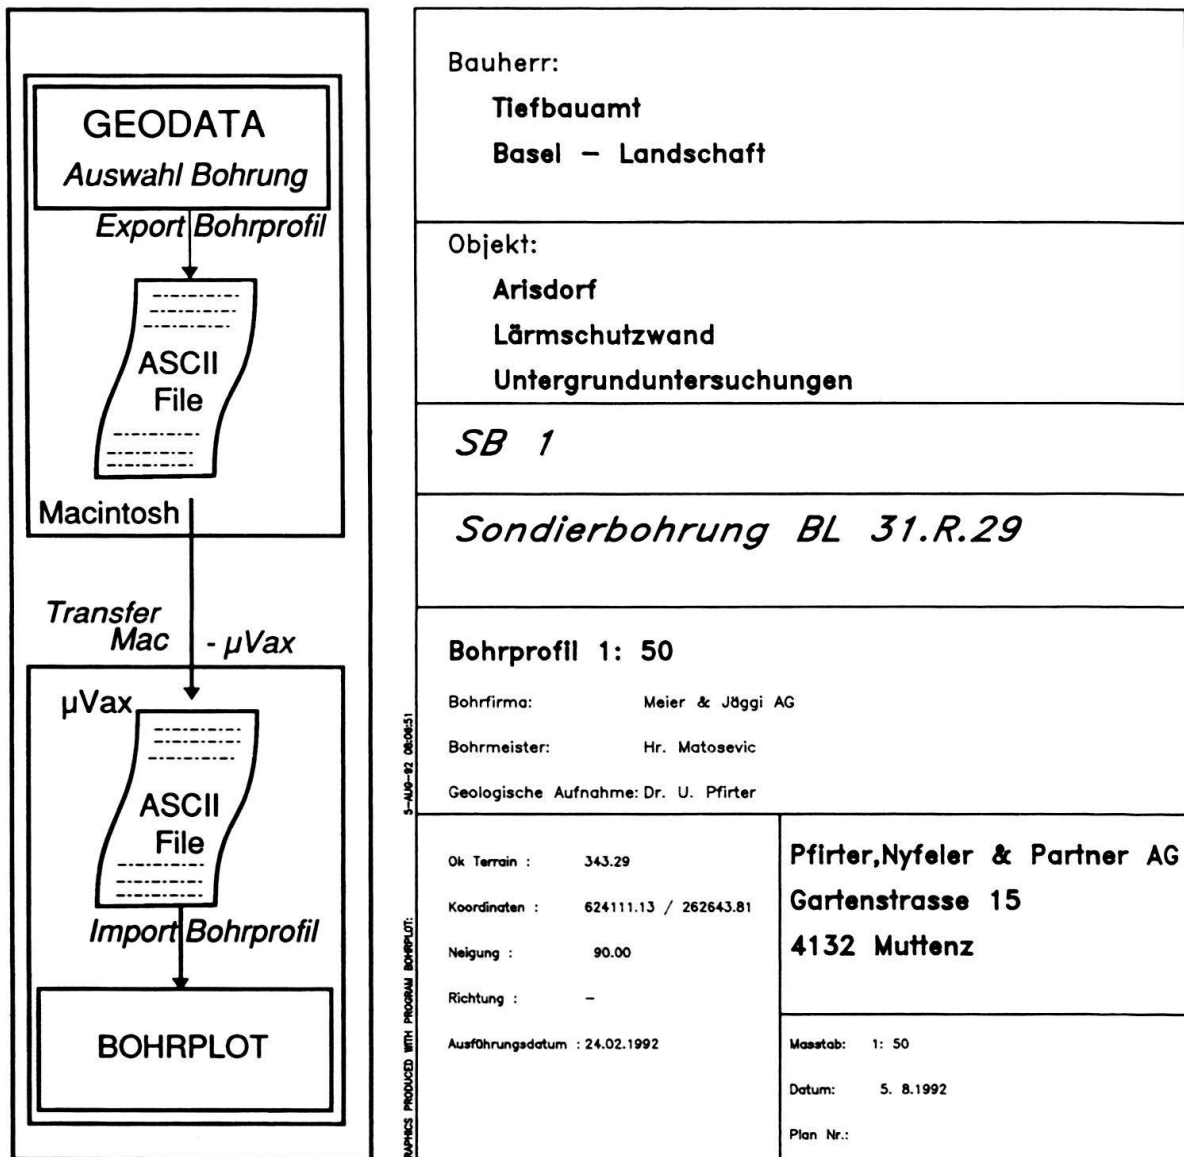 GEODATA
Auswahl Bohrung
Export Bohrprofil
ASCII
File
Macintosh
Transfer
Mac - µVax
µVax
ASCII
File
Import Bohrprofil
BOHRPLOT
Bauherr:
Tiefbauamt
Basel – Landschaft
Objekt:
Arisdorf
Lärmschutzwand
Untergrunduntersuchungen
SB 1
Sondierbohrung BL 31.R.29
Bohrprofil 1: 50
Bohrfirma: Meier & Jäggi AG
Bohrmeister: Hr. Matosevic
Geologische Aufnahme: Dr. U. Pfirter
Ok Terrain : 343.29
Koordinaten : 624111.13 / 262643.81
Neigung : 90.00
Richtung : –
Ausführungsdatum : 24.02.1992
Pfirter,Nyfeler & Partner AG
Gartenstrasse 15
4132 Muttenz
Masstab: 1: 50
Datum: 5. 8.1992
Plan Nr.:
RAPHICS PRODUCED WITH PROGRAM BOHRPLOT: 5-AUG-92 08:08:51